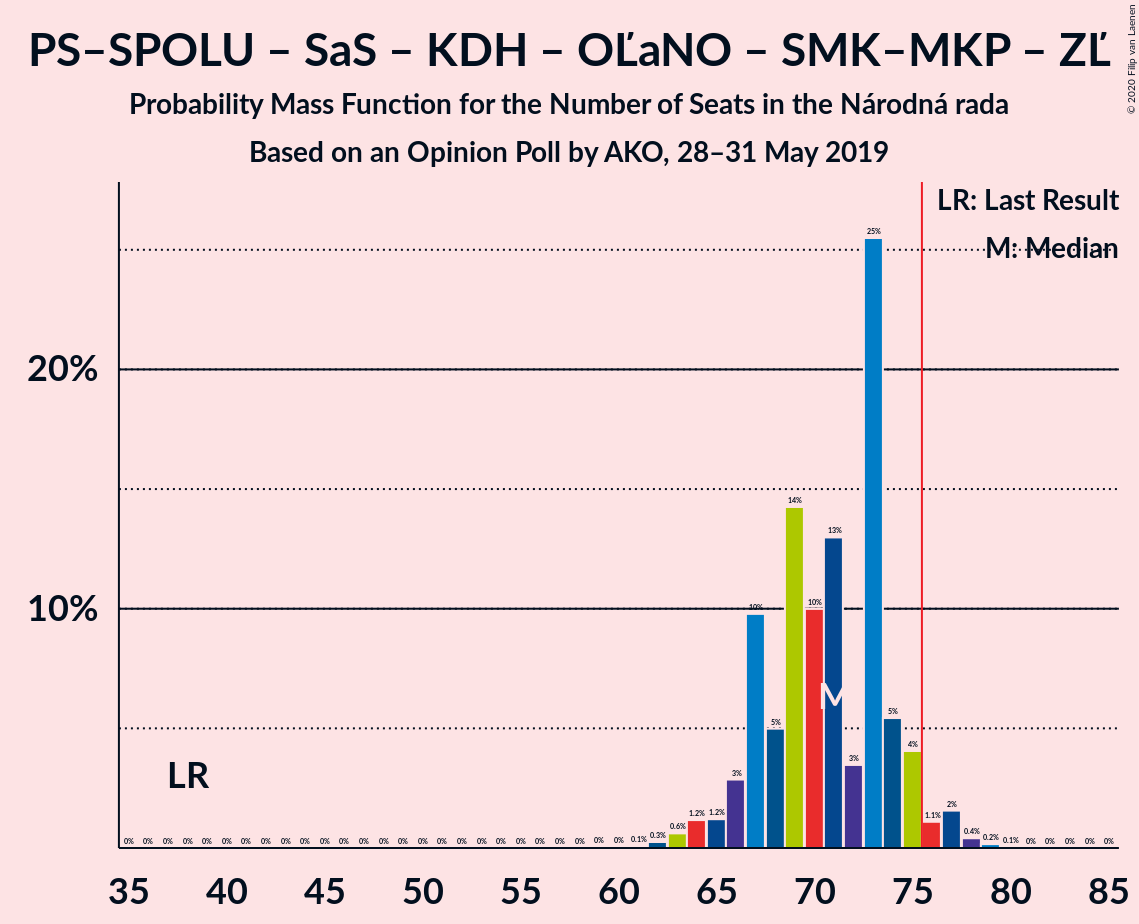 PS–SPOLU – SaS – KDH – OĽaNO – SMK–MKP – ZĽ
Probability Mass Function for the Number of Seats in the Národná rada
Based on an Opinion Poll by AKO, 28–31 May 2019
© 2020 Filip van Laenen
LR: Last Result
M: Median
20%
10%
LR
M
0% 0% 0% 0% 0% 0% 0% 0% 0% 0% 0% 0% 0% 0% 0% 0% 0% 0% 0% 0% 0% 0% 0% 0% 0% 0% 0.1% 0.3% 0.6% 1.2% 1.2% 3% 10% 5% 14% 10% 13% 3% 25% 5% 4% 1.1% 2% 0.4% 0.2% 0.1% 0% 0% 0% 0% 0%
35 40 45 50 55 60 65 70 75 80 85